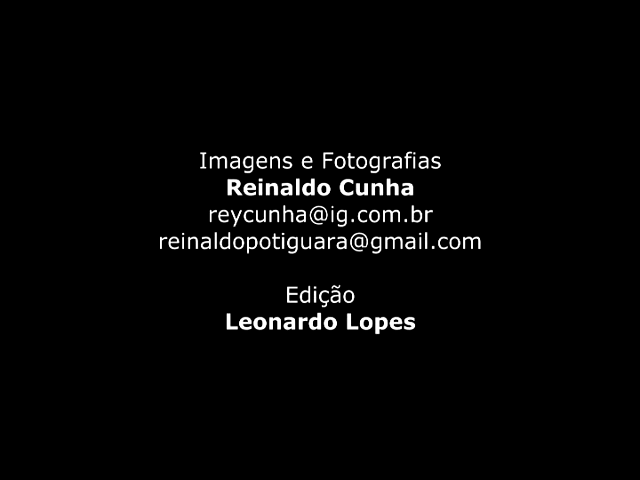 Imagens e Fotografias
Reinaldo Cunha
reycunha@ig.com.br
reinaldopotiguara@gmail.com
Edição
Leonardo Lopes